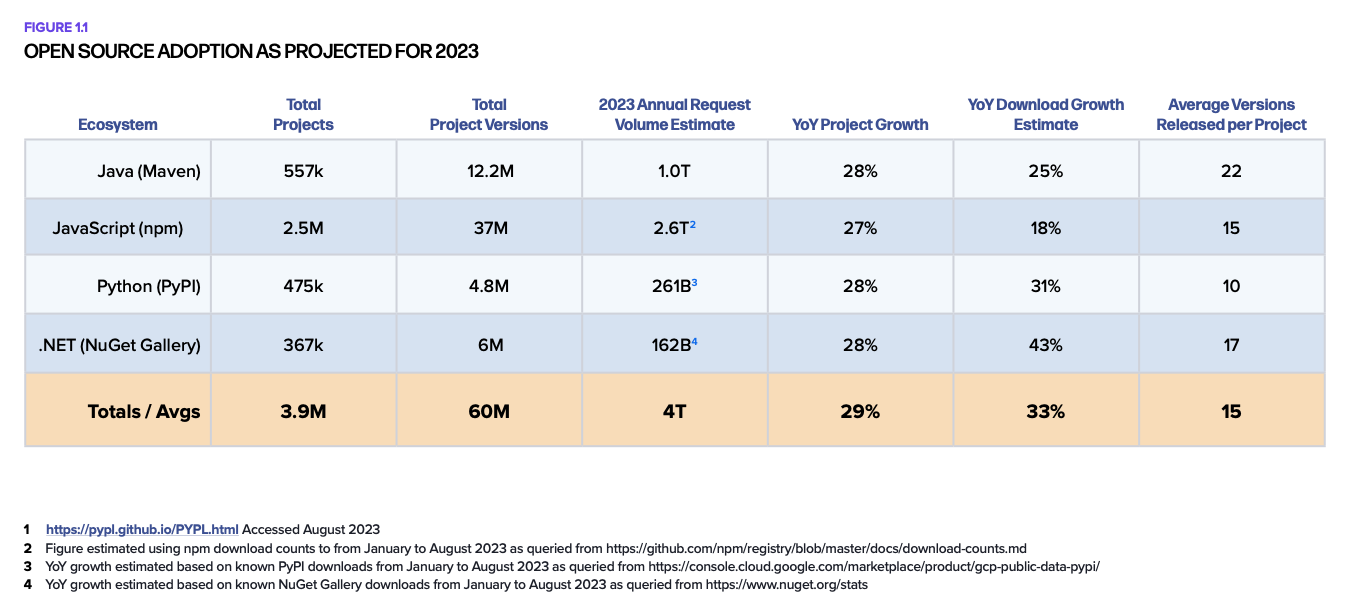 FIGURE 1.1
OPEN SOURCE ADOPTION AS PROJECTED FOR 2023
Ecosystem Total Projects Total Project Versions 2023 Annual Request Volume Estimate YoY Project Growth YoY Download Growth Estimate Average Versions Released per Project
Java (Maven) 557k 12.2M 1.0T 28% 25% 22
JavaScript (npm) 2.5M 37M 2.6T2 27% 18% 15
Python (PyPI) 475k 4.8M 261B3 28% 31% 10
.NET (NuGet Gallery) 367k 6M 162B4 28% 43% 17
Totals / Avgs 3.9M 60M 4T 29% 33% 15
1 https://pypl.github.io/PYPL.html Accessed August 2023
2 Figure estimated using npm download counts to from January to August 2023 as queried from https://github.com/npm/registry/blob/master/docs/download-counts.md
3 YoY growth estimated based on known PyPI downloads from January to August 2023 as queried from https://console.cloud.google.com/marketplace/product/gcp-public-data-pypi/
4 YoY growth estimated based on known NuGet Gallery downloads from January to August 2023 as queried from https://www.nuget.org/stats